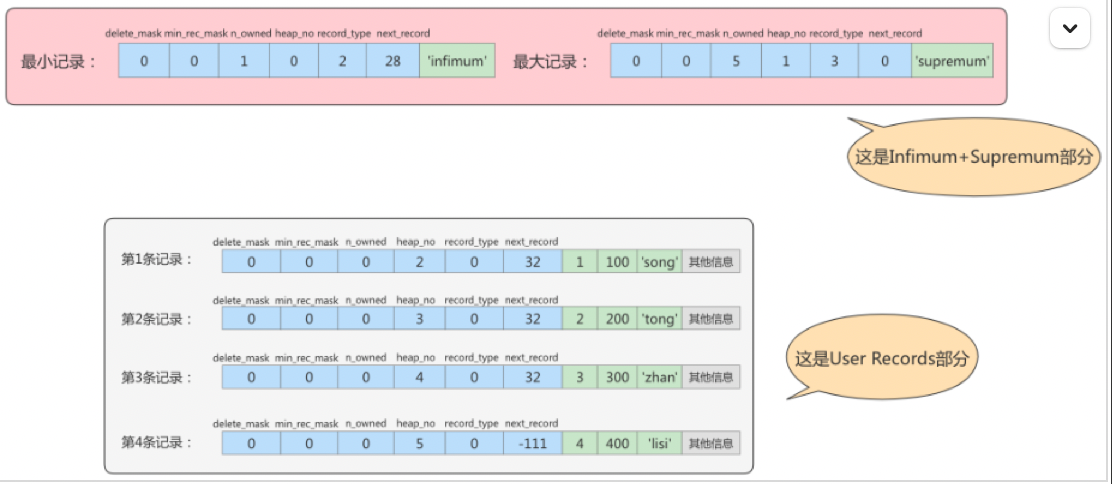 delete_mask min_rec_mask n_owned heap_no record_type next_record delete_mask min_rec_mask n_owned heap_no record_type next_record
最小记录： 0 0 1 0 2 28 'infimum' 最大记录： 0 0 5 1 3 0 'supremum'
这是Infimum+Supremum部分
delete_mask min_rec_mask n_owned heap_no record_type next_record
第1条记录： 0 0 0 2 0 32 1 100 'song' 其他信息
delete_mask min_rec_mask n_owned heap_no record_type next_record
第2条记录： 0 0 0 3 0 32 2 200 'tong' 其他信息
delete_mask min_rec_mask n_owned heap_no record_type next_record
第3条记录： 0 0 0 4 0 32 3 300 'zhan' 其他信息
这是User Records部分
delete_mask min_rec_mask n_owned heap_no record_type next_record
第4条记录： 0 0 0 5 0 -111 4 400 'lisi' 其他信息